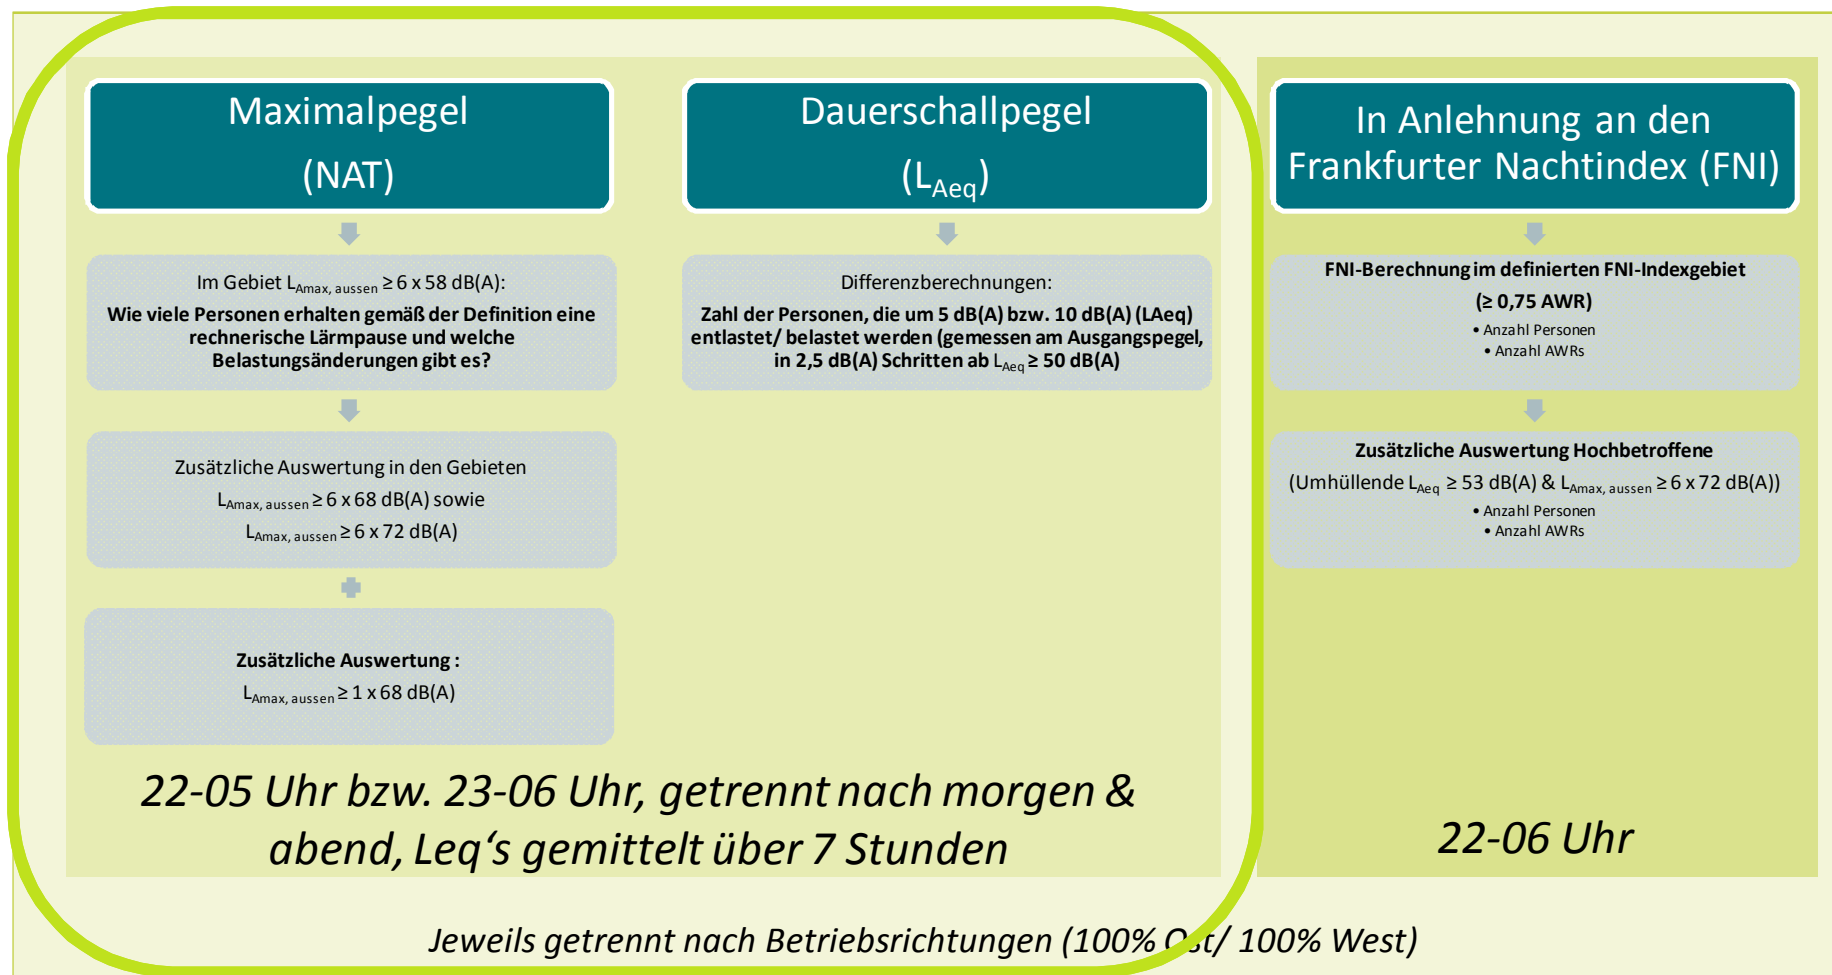 Maximalpegel
(NAT)
Im Gebiet LAmax, aussen ≥ 6 x 58 dB(A):
Wie viele Personen erhalten gemäß der Definition eine
rechnerische Lärmpause und welche
Belastungsänderungen gibt es?
Zusätzliche Auswertung in den Gebieten
LAmax, aussen ≥ 6 x 68 dB(A) sowie
LAmax, aussen ≥ 6 x 72 dB(A)
Zusätzliche Auswertung :
LAmax, aussen ≥ 1 x 68 dB(A)
Dauerschallpegel
(LAeq)
Differenzberechnungen:
Zahl der Personen, die um 5 dB(A) bzw. 10 dB(A) (LAeq)
entlastet/ belastet werden (gemessen am Ausgangspegel,
in 2,5 dB(A) Schritten ab LAeq ≥ 50 dB(A)
22-05 Uhr bzw. 23-06 Uhr, getrennt nach morgen &
abend, Leq‘s gemittelt über 7 Stunden
In Anlehnung an den
Frankfurter Nachtindex (FNI)
FNI-Berechnung im definierten FNI-Indexgebiet
(≥ 0,75 AWR)
• Anzahl Personen
• Anzahl AWRs
Zusätzliche Auswertung Hochbetroffene
(Umhüllende LAeq ≥ 53 dB(A) & LAmax, aussen ≥ 6 x 72 dB(A))
• Anzahl Personen
• Anzahl AWRs
22-06 Uhr
Jeweils getrennt nach Betriebsrichtungen (100% Ost/ 100% West)